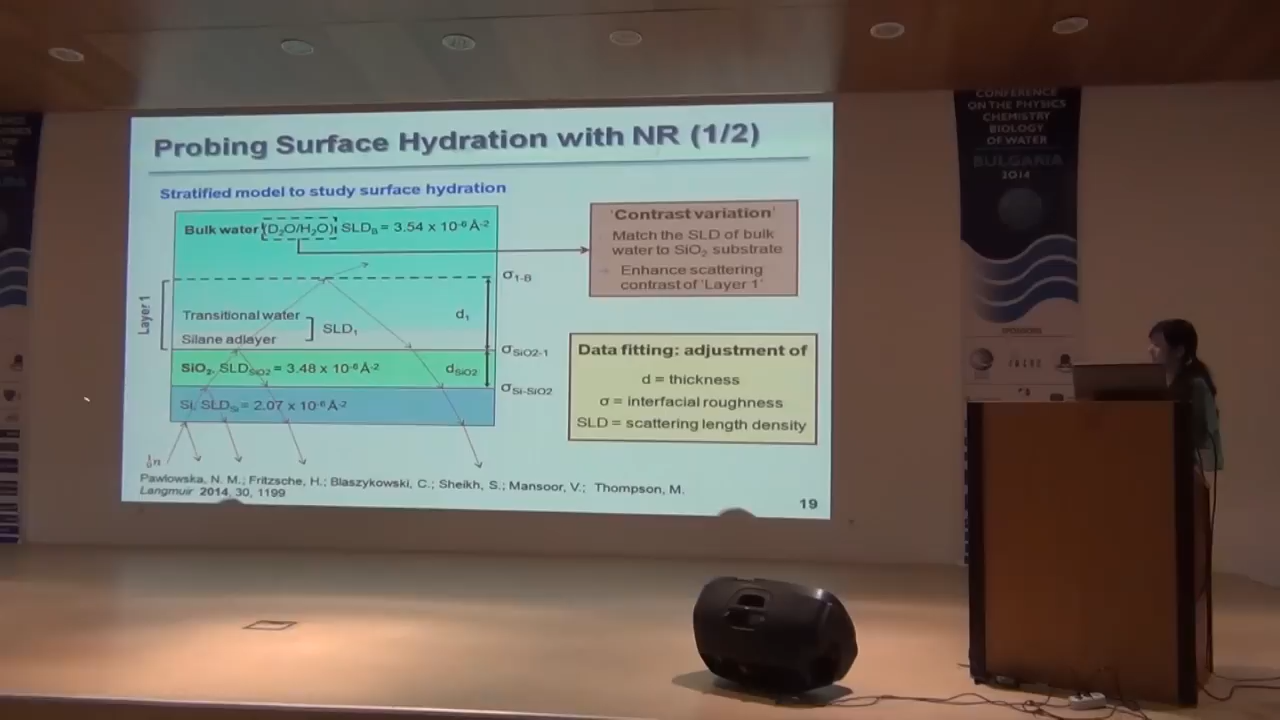 Probing Surface Hydration with NR (1/2)
Stratified model to study surface hydration
Bulk water (D₂O/H₂O) SLD_B = 3.54 x 10⁻⁶ Å⁻²
σ₁₋B
Layer 1
Transitional water
Silane adlayer
SLD₁
d₁
σSiO2-1
SiO₂, SLD_SiO2 = 3.48 x 10⁻⁶ Å⁻²
dSiO2
σSi-SiO2
Si, SLD_Si = 2.07 x 10⁻⁶ Å⁻²
¹₀n
'Contrast variation'
Match the SLD of bulk
water to SiO₂ substrate
Enhance scattering
contrast of 'Layer 1'
Data fitting: adjustment of
d = thickness
σ = interfacial roughness
SLD = scattering length density
Pawlowska, N. M.; Fritzsche, H.; Blaszykowski, C.; Sheikh, S.; Mansoor, V.; Thompson, M.
Langmuir 2014, 30, 1199
19
CONFERENCE
ON THE PHYSICS
CHEMISTRY
BIOLOGY
OF WATER
BULGARIA
2014